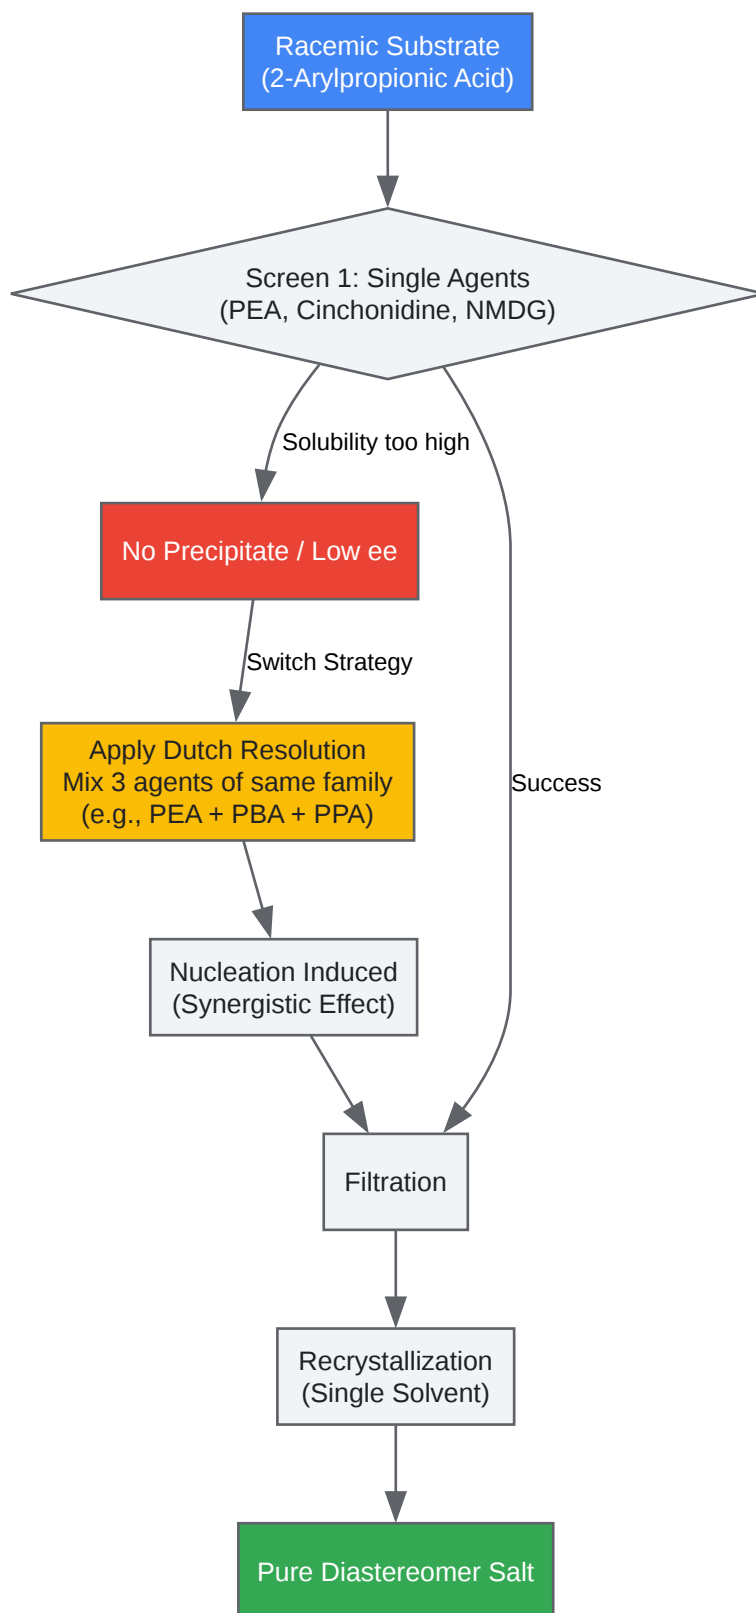 Racemic Substrate
(2-Arylpropionic Acid)
Screen 1: Single Agents
(PEA, Cinchonidine, NMDG)
Solubility too high
No Precipitate / Low ee
Switch Strategy
Apply Dutch Resolution
Mix 3 agents of same family
(e.g., PEA + PBA + PPA)
Success
Nucleation Induced
(Synergistic Effect)
Filtration
Recrystallization
(Single Solvent)
Pure Diastereomer Salt